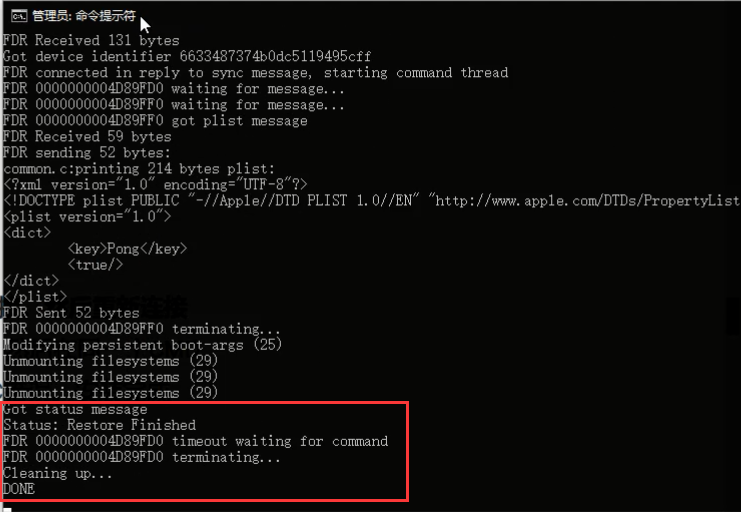 管理员: 命令提示符
FDR Received 131 bytes
Got device identifier 6633487374b0dc5119495cff
FDR connected in reply to sync message, starting command thread
FDR 0000000004D89FD0 waiting for message...
FDR 0000000004D89FF0 waiting for message...
FDR 0000000004D89FF0 got plist message
FDR Received 59 bytes
FDR sending 52 bytes:
common.c:printing 214 bytes plist:
<?xml version="1.0" encoding="UTF-8"?>
<!DOCTYPE plist PUBLIC "-//Apple//DTD PLIST 1.0//EN" "http://www.apple.com/DTDs/PropertyList
<plist version="1.0">
<dict>
<key>Pong</key>
<true/>
</dict>
</plist>
FDR Sent 52 bytes
FDR 0000000004D89FF0 terminating...
Modifying persistent boot-args (25)
Unmounting filesystems (29)
Unmounting filesystems (29)
Unmounting filesystems (29)
Got status message
Status: Restore Finished
FDR 0000000004D89FD0 timeout waiting for command
FDR 0000000004D89FD0 terminating...
Cleaning up...
DONE